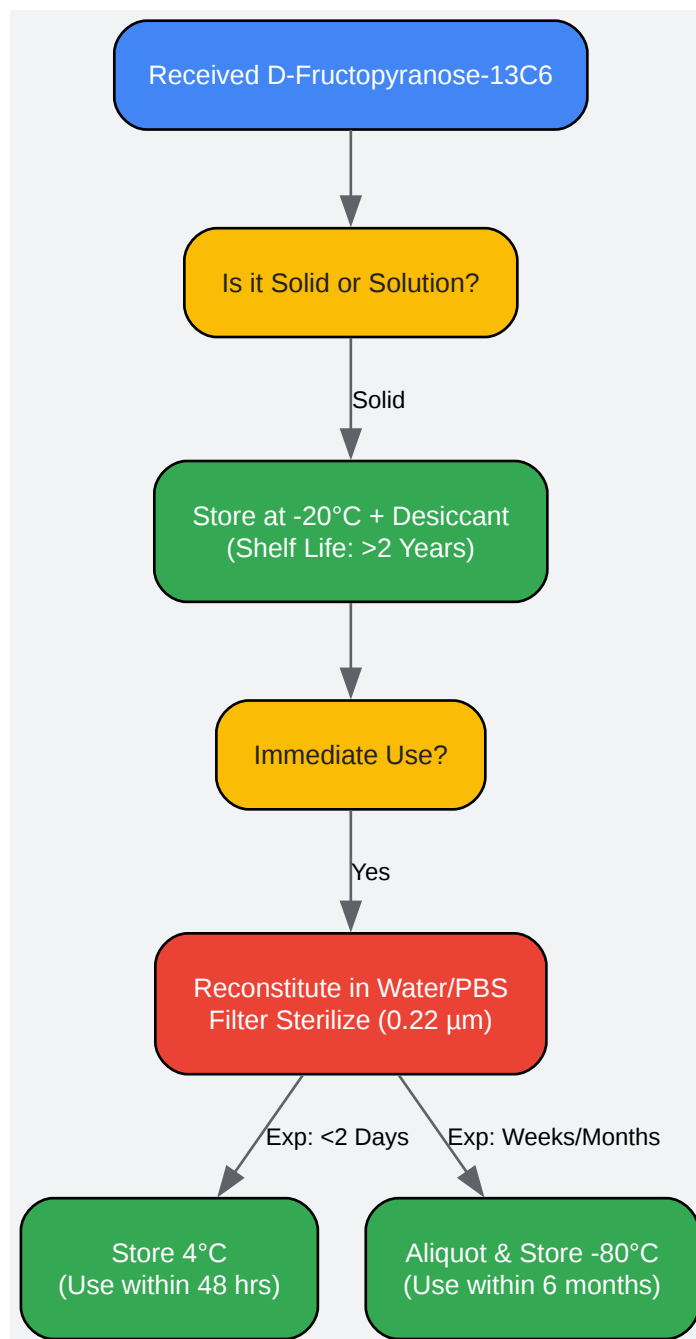 Received D-Fructopyranose-13C6
Is it Solid or Solution?
Solid
Store at -20°C + Desiccant
(Shelf Life: >2 Years)
Immediate Use?
Yes
Reconstitute in Water/PBS
Filter Sterilize (0.22 µm)
Exp: <2 Days
Exp: Weeks/Months
Store 4°C
(Use within 48 hrs)
Aliquot & Store -80°C
(Use within 6 months)